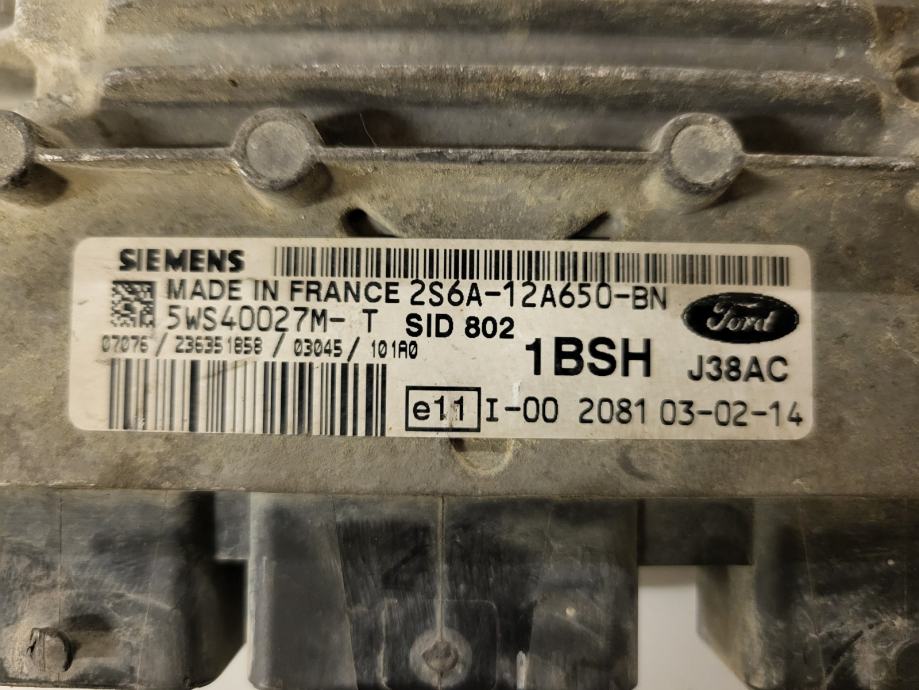 SIEMENS
MADE IN FRANCE 2S6A-12A650-BN
5WS40027M- T SID 802
Ford
07076 / 236351858 / 03045 / 101A0
1BSH J38AC
e11 I-00 2081 03-02-14